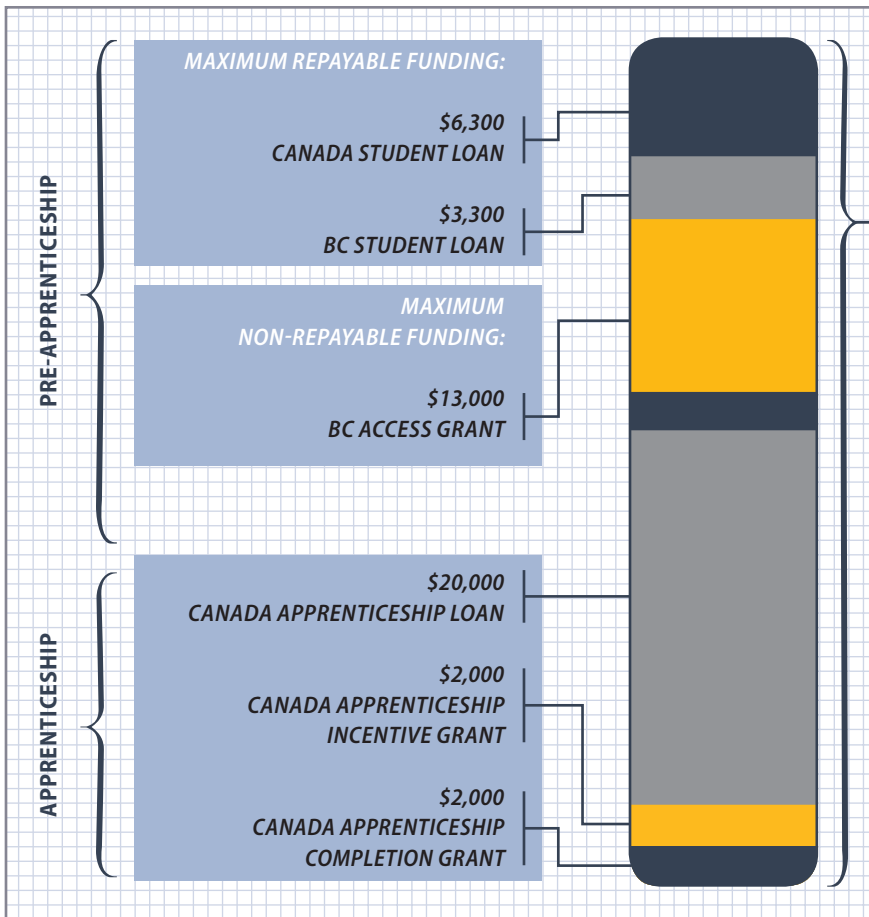 PRE-APPRENTICESHIP
MAXIMUM REPAYABLE FUNDING:
$6,300
CANADA STUDENT LOAN
$3,300
BC STUDENT LOAN
MAXIMUM
NON-REPAYABLE FUNDING:
$13,000
BC ACCESS GRANT
APPRENTICESHIP
$20,000
CANADA APPRENTICESHIP LOAN
$2,000
CANADA APPRENTICESHIP
INCENTIVE GRANT
$2,000
CANADA APPRENTICESHIP
COMPLETION GRANT